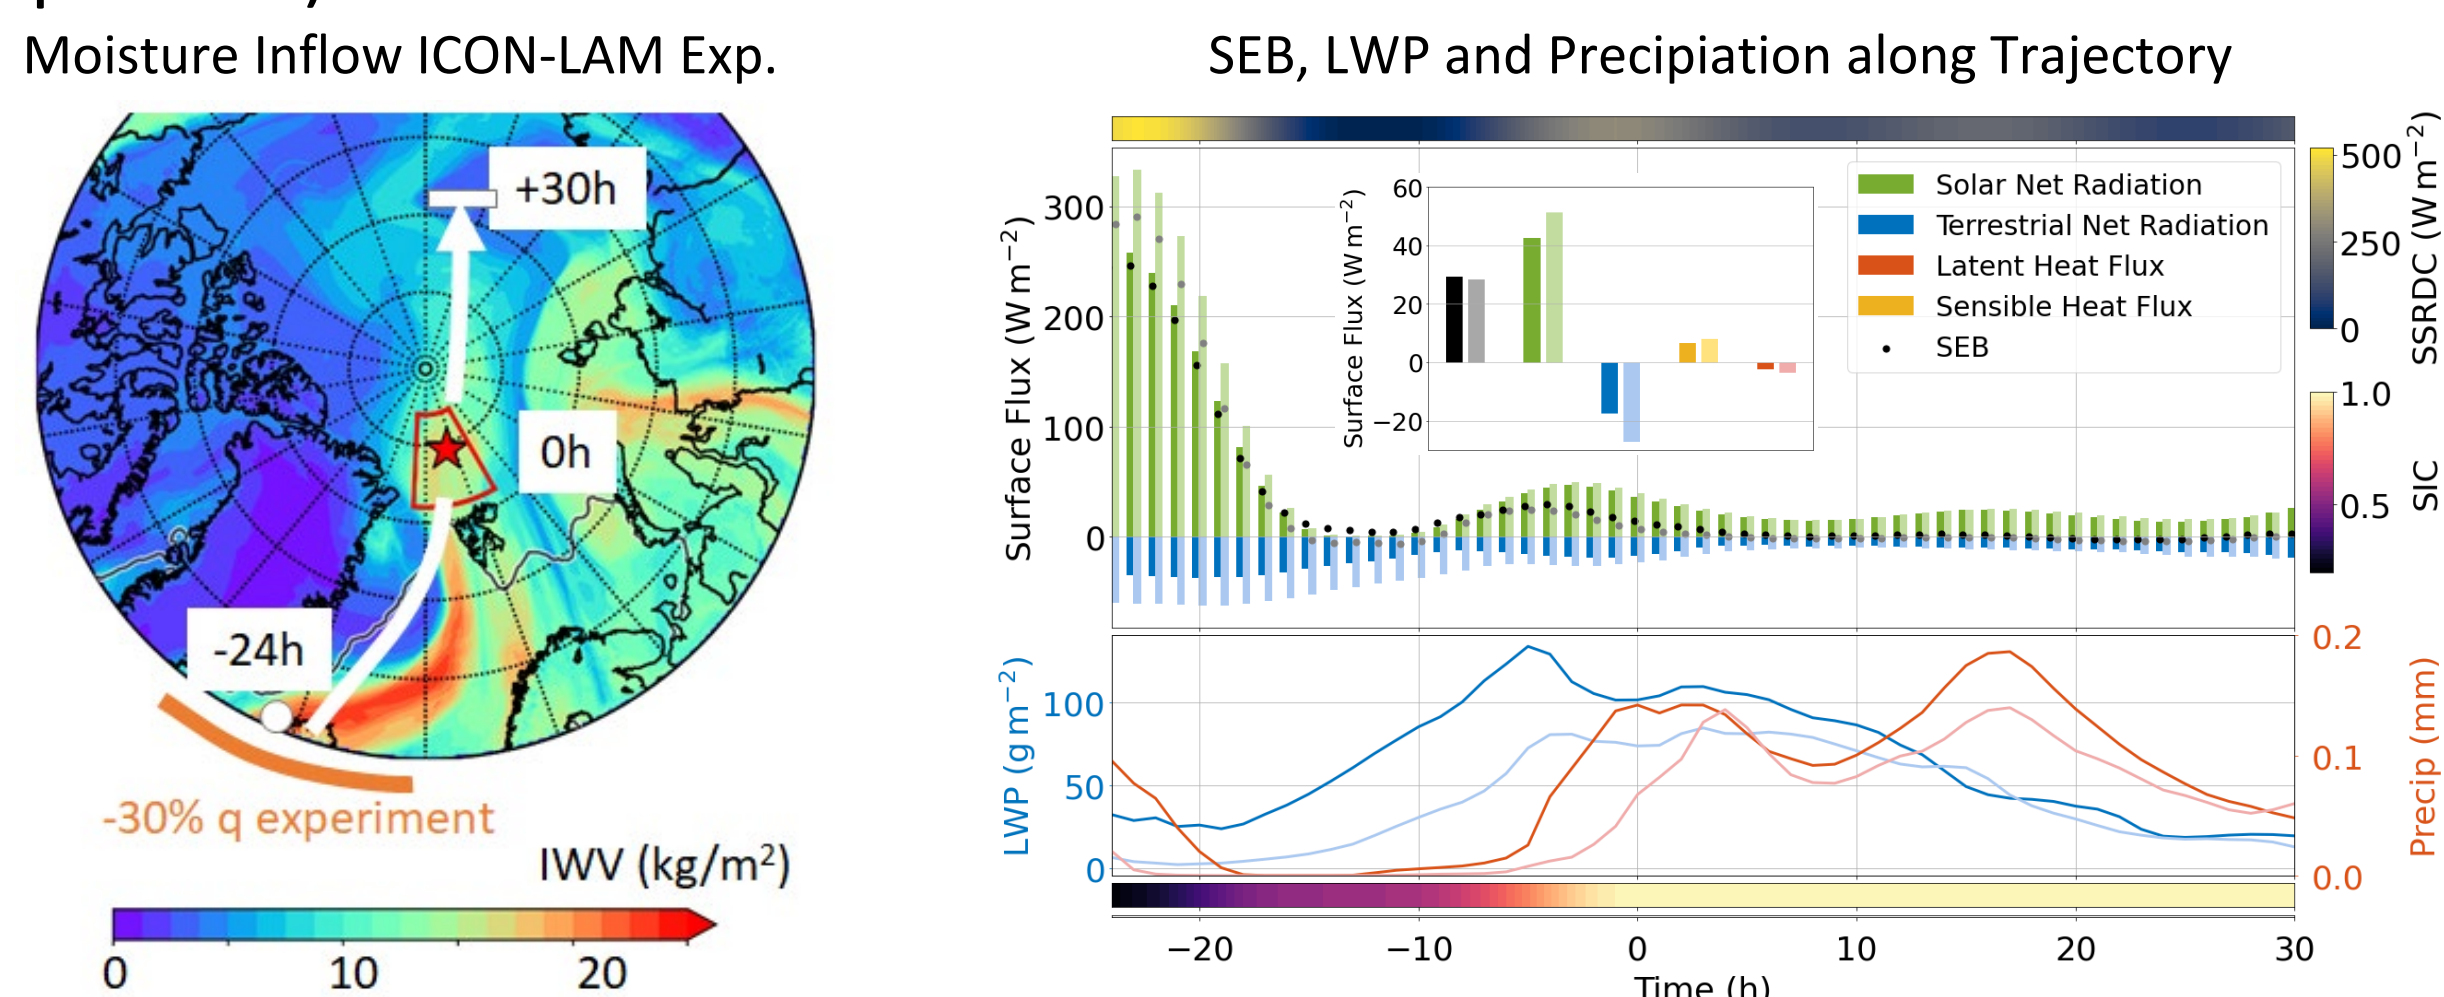 Moisture Inflow ICON-LAM Exp.
+30h
0h
-24h
-30% q experiment
IWV (kg/m²)
0 10 20
SEB, LWP and Precipiation along Trajectory
Surface Flux (W m⁻²)
300
200
100
0
Surface Flux (W m⁻²)
60
40
20
0
−20
Solar Net Radiation
Terrestrial Net Radiation
Latent Heat Flux
Sensible Heat Flux
SEB
500
250
0
SSRDC (W m⁻²)
1.0
0.5
SIC
LWP (g m⁻²)
100
50
0
0.2
0.1
0.0
Precip (mm)
−20 −10 0 10 20 30
Time (h)